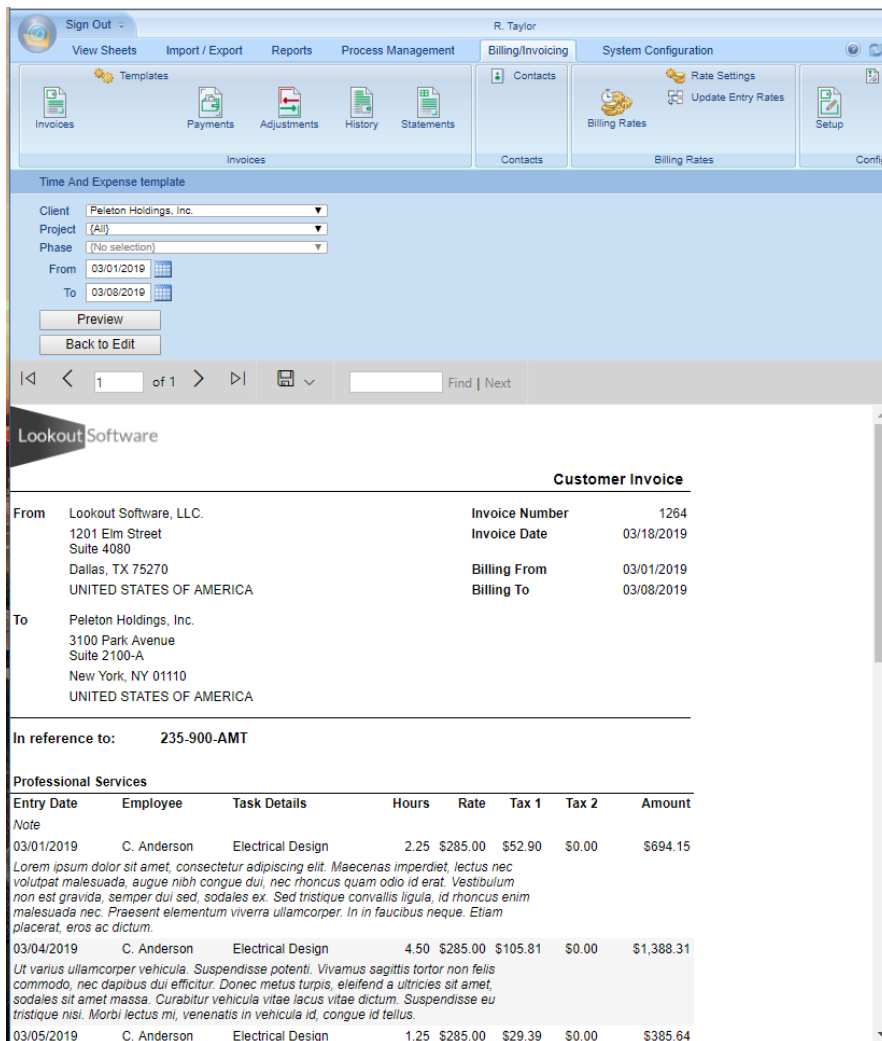 Sign Out
R. Taylor
View Sheets Import / Export Reports Process Management Billing/Invoicing System Configuration
Templates Contacts Rate Settings
Update Entry Rates
Invoices Payments Adjustments History Statements Billing Rates Setup
Invoices Contacts Billing Rates Confi
Time And Expense template
Client Peleton Holdings, Inc.
Project {All}
Phase {No selection}
From 03/01/2019
To 03/08/2019
Preview
Back to Edit
1 of 1 Find | Next
Lookout Software
Customer Invoice
From Lookout Software, LLC. Invoice Number 1264
1201 Elm Street Invoice Date 03/18/2019
Suite 4080
Dallas, TX 75270 Billing From 03/01/2019
UNITED STATES OF AMERICA Billing To 03/08/2019
To Peleton Holdings, Inc.
3100 Park Avenue
Suite 2100-A
New York, NY 01110
UNITED STATES OF AMERICA
In reference to: 235-900-AMT
Professional Services
Entry Date Employee Task Details Hours Rate Tax 1 Tax 2 Amount
Note
03/01/2019 C. Anderson Electrical Design 2.25 $285.00 $52.90 $0.00 $694.15
Lorem ipsum dolor sit amet, consectetur adipiscing elit. Maecenas imperdiet, lectus nec
volutpat malesuada, augue nibh congue dui, nec rhoncus quam odio id erat. Vestibulum
non est gravida, semper dui sed, sodales ex. Sed tristique convallis ligula, id rhoncus enim
malesuada nec. Praesent elementum viverra ullamcorper. In in faucibus neque. Etiam
placerat, eros ac dictum.
03/04/2019 C. Anderson Electrical Design 4.50 $285.00 $105.81 $0.00 $1,388.31
Ut varius ullamcorper vehicula. Suspendisse potenti. Vivamus sagittis tortor non felis
commodo, nec dapibus dui efficitur. Donec metus turpis, eleifend a ultricies sit amet,
sodales sit amet massa. Curabitur vehicula vitae lacus vitae dictum. Suspendisse eu
tristique nisi. Morbi lectus mi, venenatis in vehicula id, congue id tellus.
03/05/2019 C. Anderson Electrical Design 1.25 $285.00 $29.39 $0.00 $385.64